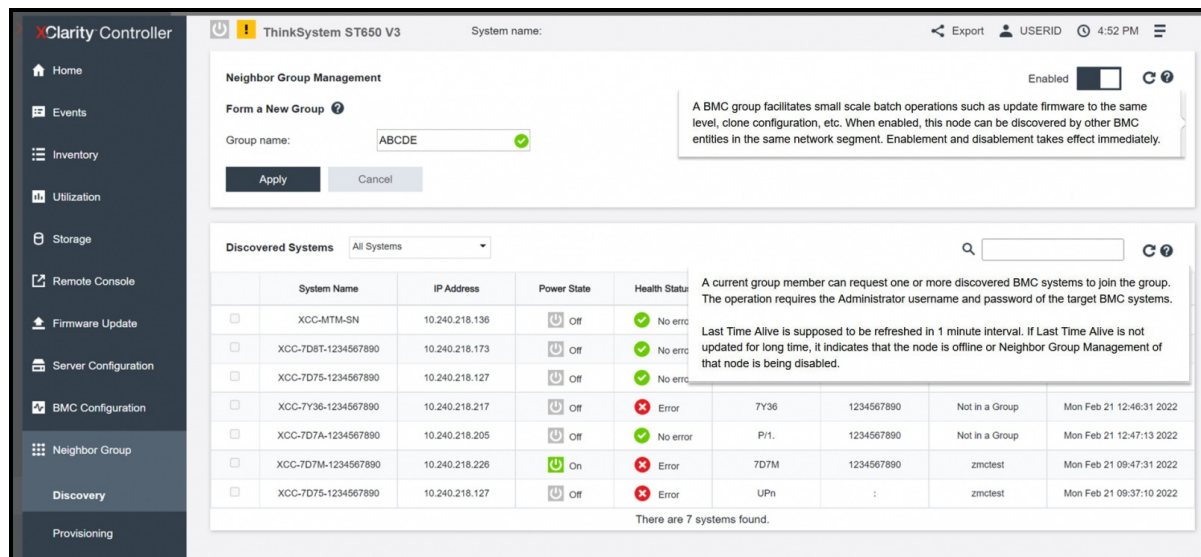 XClarity Controller
ThinkSystem ST650 V3 System name: Export USERID 4:52 PM
Home
Events
Inventory
Utilization
Storage
Remote Console
Firmware Update
Server Configuration
BMC Configuration
Neighbor Group
Discovery
Provisioning
Neighbor Group Management Enabled
Form a New Group
Group name: ABCDE
Apply Cancel
A BMC group facilitates small scale batch operations such as update firmware to the same
level, clone configuration, etc. When enabled, this node can be discovered by other BMC
entities in the same network segment. Enablement and disablement takes effect immediately.
Discovered Systems All Systems
A current group member can request one or more discovered BMC systems to join the group.
The operation requires the Administrator username and password of the target BMC systems.
Last Time Alive is supposed to be refreshed in 1 minute interval. If Last Time Alive is not
updated for long time, it indicates that the node is offline or Neighbor Group Management of
that node is being disabled.
System Name IP Address Power State Health Status
XCC-MTM-SN 10.240.218.136 Off No error
XCC-7D8T-1234567890 10.240.218.173 Off No erro
XCC-7D75-1234567890 10.240.218.127 Off No erro
XCC-7Y36-1234567890 10.240.218.217 Off Error 7Y36 1234567890 Not in a Group Mon Feb 21 12:46:31 2022
XCC-7D7A-1234567890 10.240.218.205 Off No error P/1. 1234567890 Not in a Group Mon Feb 21 12:47:13 2022
XCC-7D7M-1234567890 10.240.218.226 On Error 7D7M 1234567890 zmctest Mon Feb 21 09:47:31 2022
XCC-7D75-1234567890 10.240.218.127 Off Error UPn : zmctest Mon Feb 21 09:37:10 2022
There are 7 systems found.